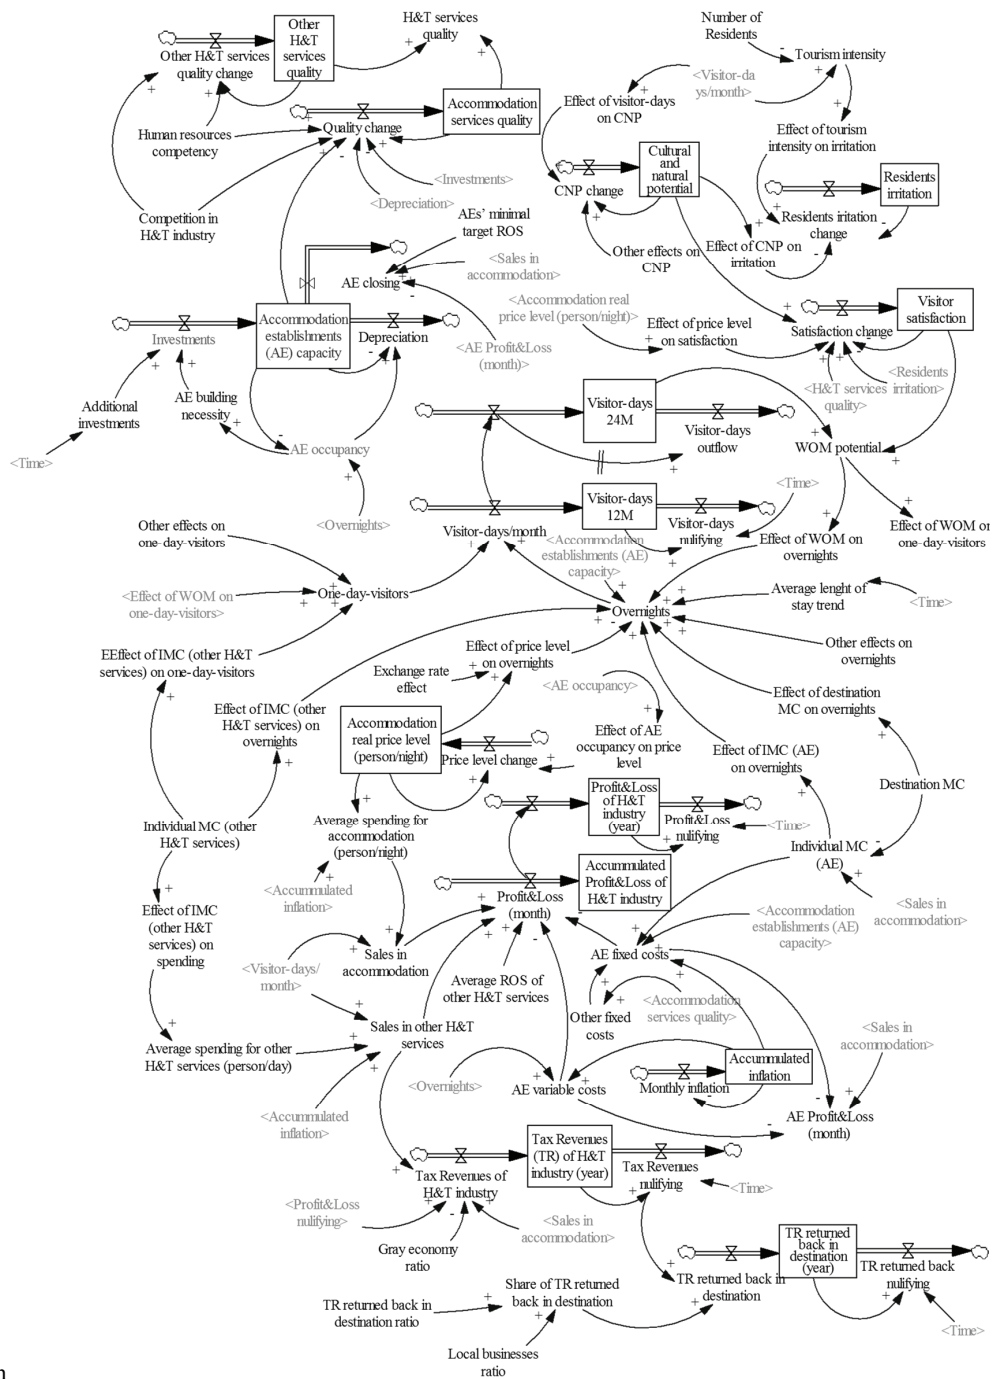 Other
H&T
services
quality
H&T services
quality
Other H&T services
quality change
Number of
Residents
Tourism intensity
<Visitor-da
ys/month>
Effect of visitor-days
on CNP
Accommodation
services quality
Quality change
Human resources
competency
<Investments>
<Depreciation>
Competition in
H&T industry
Effect of tourism
intensity on irritation
Cultural and
natural
potential
CNP change
Residents
irritation
Residents iritation
change
Other effects on
CNP
Effect of CNP on
irritation
AEs' minimal
target ROS
<Sales in
accommodation>
AE closing
<Accommodation real
price level (person/night)>
Effect of price level
on satisfaction
Visitor
satisfaction
Satisfaction change
Investments
Accommodation
establishments
(AE) capacity
Depreciation
<AE Profit&Loss
(month)>
<Residents
irritation>
<H&T services
quality>
AE building
necessity
Additional
investments
<Time>
AE occupancy
<Overnights>
Visitor-days
24M
Visitor-days
outflow
WOM potential
Visitor-days
12M
Visitor-days
nulifying
<Time>
Visitor-days/month
Effect of WOM on
overnights
Effect of WOM on
one-day-visitors
Other effects on
one-day-visitors
<Accommodation
establishments (AE)
capacity>
<Effect of WOM on
one-day-visitors>
One-day-visitors
Overnights
Average lenght of
stay trend
<Time>
Other effects on
overnights
EEffect of IMC (other H&T
services) on one-day-visitors
Effect of price level
on overnights
Exchange rate
effect
<AE occupancy>
Effect of destination
MC on overnights
Effect of IMC (other
H&T services) on
overnights
Accommodation
real price level
(person/night)
Price level change
Effect of AE
occupancy on price
level
Effect of IMC (AE)
on overnights
Destination MC
Individual MC (other
H&T services)
Average spending for
accommodation
(person/night)
Profit&Loss
of H&T
industry
(year)
Profit&Loss
nulifying
<Time>
Individual MC
(AE)
<Accummulated
inflation>
Profit&Loss
(month)
Accummulated
Profit&Loss of
H&T industry
<Sales in
accommodation>
<Accommodation
establishments (AE)
capacity>
Effect of IMC
(other H&T
services) on
spending
<Visitor-days/
month>
Sales in
accommodation
Average ROS of
other H&T services
AE fixed costs
<Accommodation
services quality>
Other fixed
costs
Sales in other H&T
services
Average spending for other
H&T services (person/day)
<Overnights>
AE variable costs
Monthly inflation
Accummulated
inflation
<Sales in
accommodation>
<Accummulated
inflation>
AE Profit&Loss
(month)
Tax Revenues
(TR) of H&T
industry (year)
Tax Revenues of
H&T industry
Tax Revenues
nulifying
<Time>
<Profit&Loss
nulifying>
Gray economy
ratio
<Sales in
accommodation>
TR returned
back in
destination
(year)
TR returned back in
destination
TR returned back
nulifying
TR returned back in
destination ratio
Share of TR returned
back in destination
<Time>
Local businesses
ratio
n